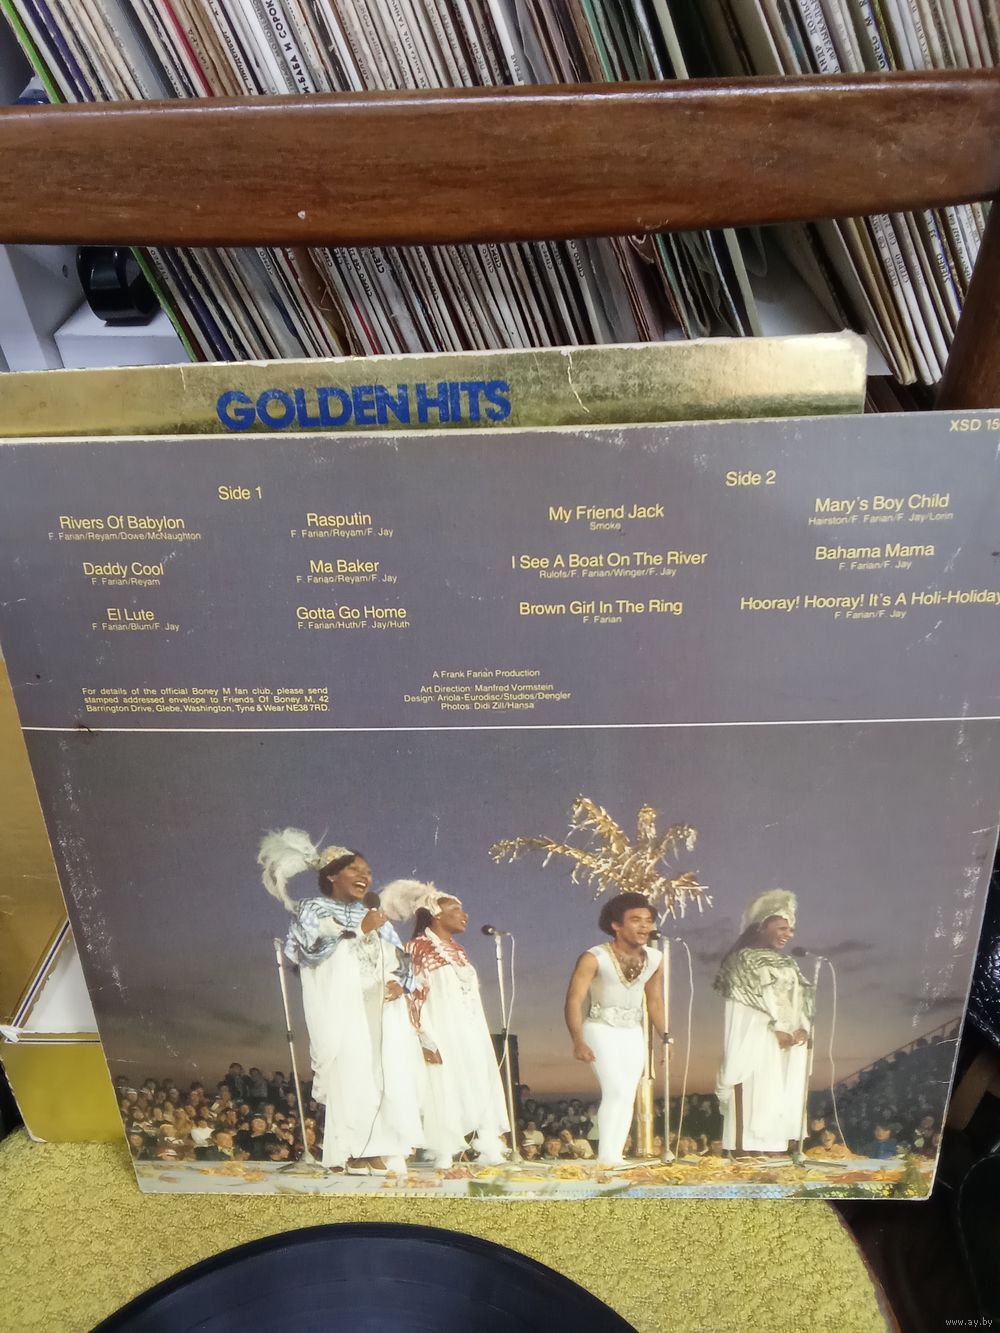 БАБА И СОРОК
GOLDEN HITS
XSD 15
Side 1
Rivers Of Babylon
F. Farian/Reyam/Dowe/McNaughton
Daddy Cool
F. Farian/Reyam
El Lute
F. Farian/Blum/F. Jay
Rasputin
F. Farian/Reyam/F. Jay
Ma Baker
F. Farian/Reyam/F. Jay
Gotta Go Home
F. Farian/Huth/F. Jay/Huth
Side 2
My Friend Jack
Smoke
I See A Boat On The River
Rulofs/F. Farian/Winger/F. Jay
Brown Girl In The Ring
F. Farian
Mary's Boy Child
Hairston/F. Farian/F. Jay/Lorin
Bahama Mama
F. Farian/F. Jay
Hooray! Hooray! It's A Holi-Holiday
F. Farian/F. Jay
For details of the official Boney M fan club, please send
stamped addressed envelope to Friends Of Boney M, 42
Barrington Drive, Glebe, Washington, Tyne & Wear NE38 7RD.
A Frank Farian Production
Art Direction: Manfred Vormstein
Design: Ariola-Eurodisc/Studios/Dengler
Photos: Didi Zill/Hansa
www.ay.by